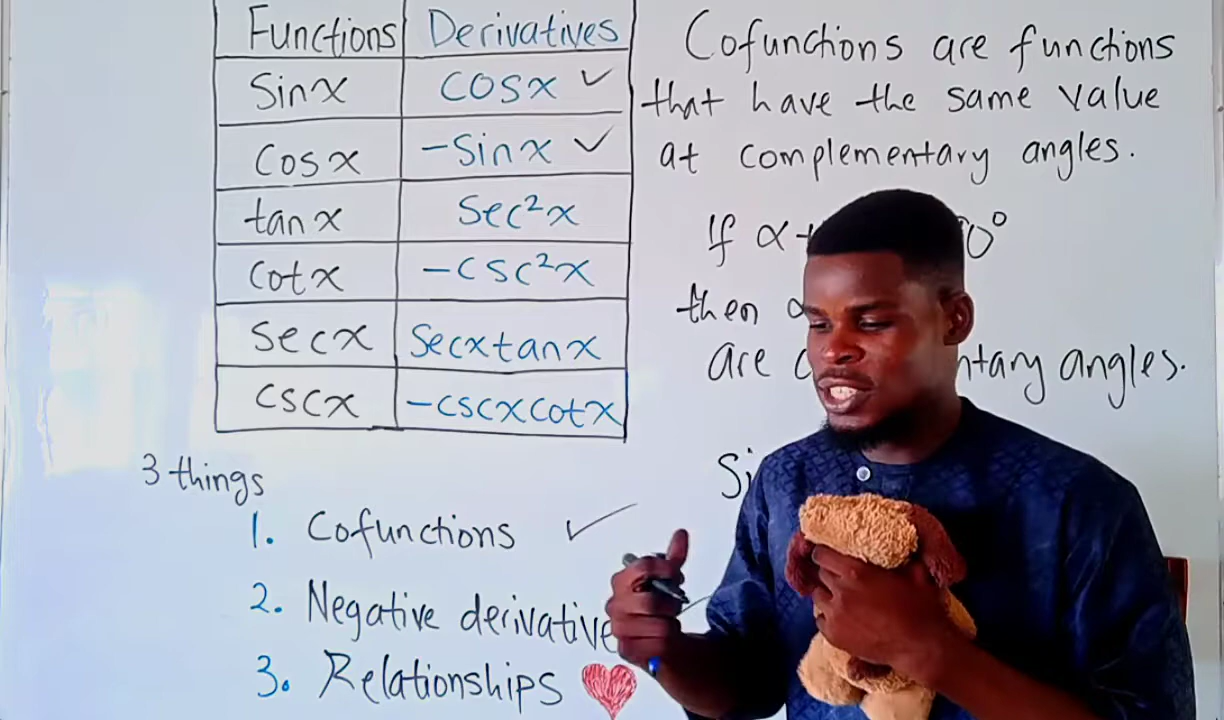 Functions Derivatives
Sinx cosx
Cosx -Sinx
tanx Sec²x
Cotx -csc²x
Secx Secxtanx
cscx -cscxcotx
3 things
1. Cofunctions
2. Negative derivative
3. Relationships
Cofunctions are functions
that have the same value
at complementary angles.
If α+
then α
are angles.